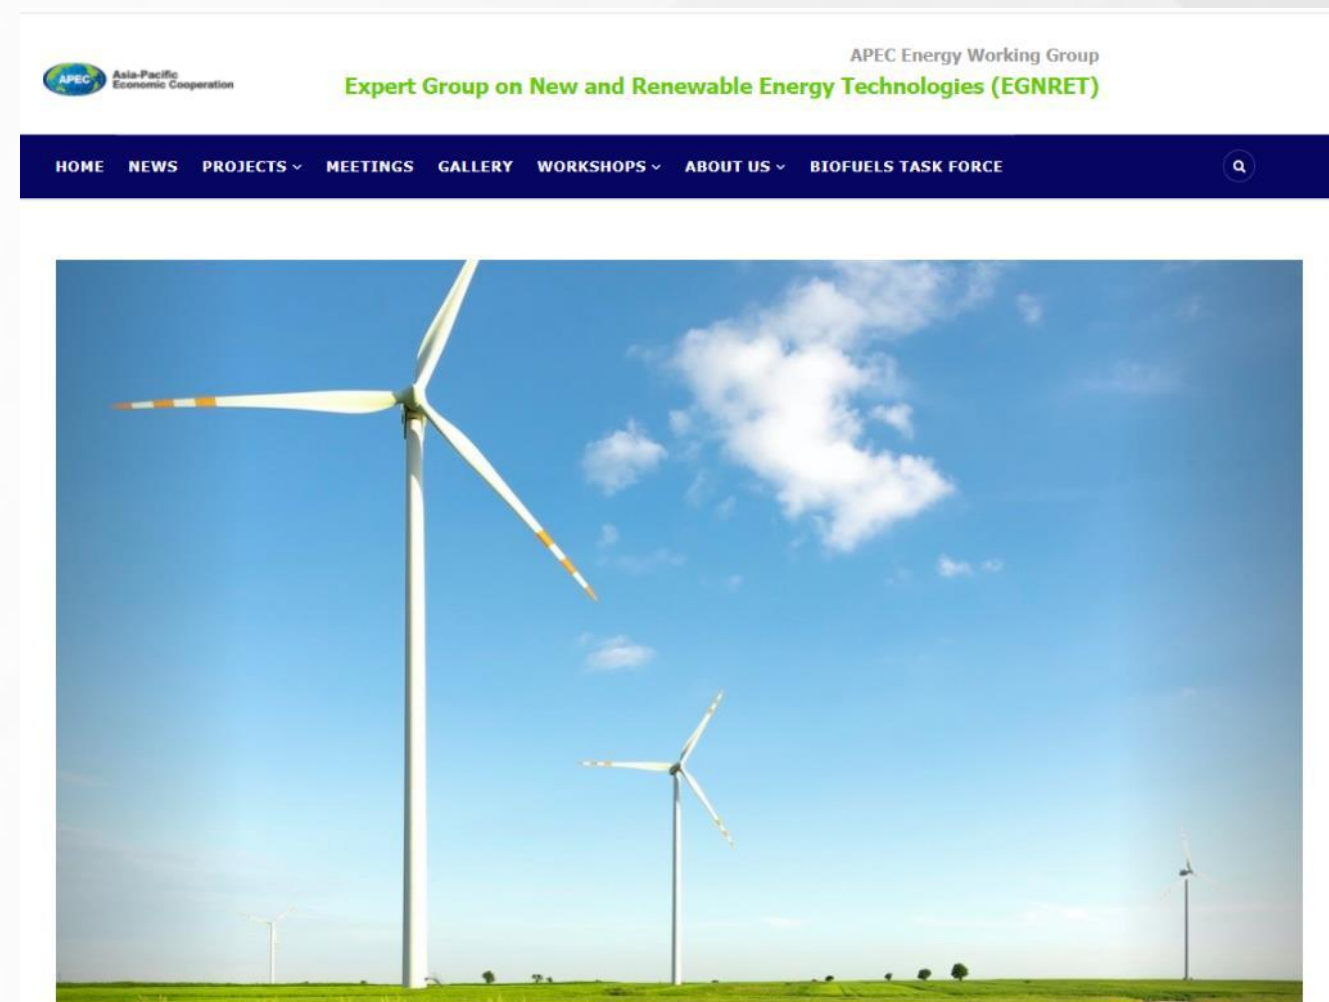 APEC
Asia-Pacific
Economic Cooperation
APEC Energy Working Group
Expert Group on New and Renewable Energy Technologies (EGNRET)
HOME NEWS PROJECTS MEETINGS GALLERY WORKSHOPS ABOUT US BIOFUELS TASK FORCE